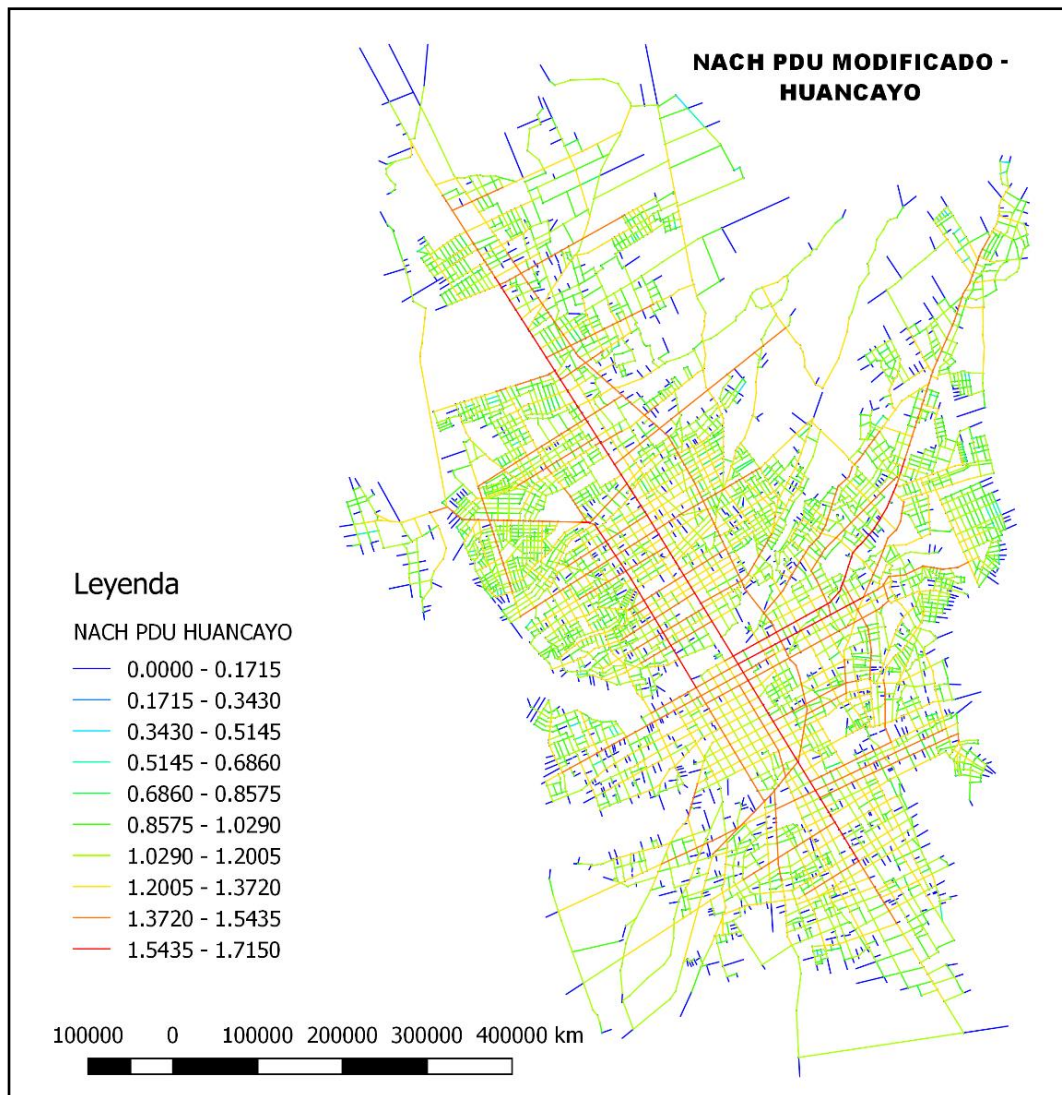 NACH PDU MODIFICADO -
HUANCAYO
Leyenda
NACH PDU HUANCAYO
0.0000 - 0.1715
0.1715 - 0.3430
0.3430 - 0.5145
0.5145 - 0.6860
0.6860 - 0.8575
0.8575 - 1.0290
1.0290 - 1.2005
1.2005 - 1.3720
1.3720 - 1.5435
1.5435 - 1.7150
100000 0 100000 200000 300000 400000 km